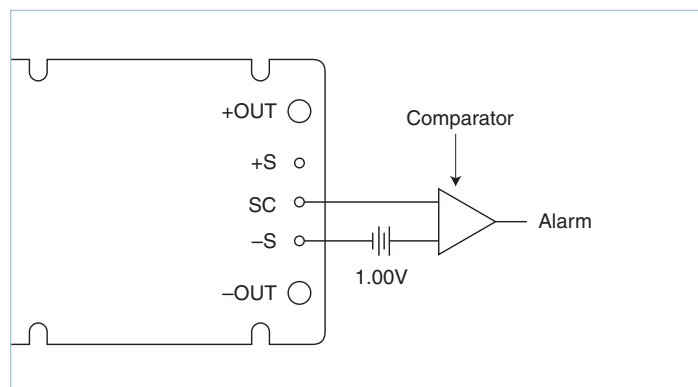 +OUT
Comparator
+S
SC
Alarm
–S
1.00V
–OUT